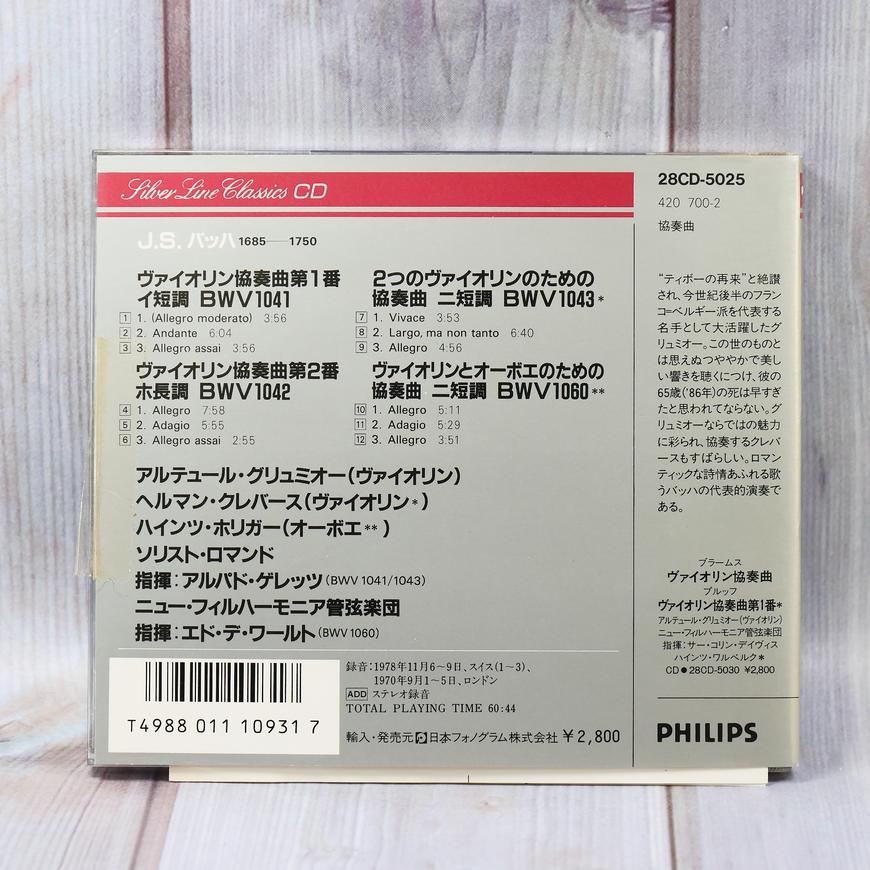 Silver Line Classics CD
J.S. バッハ 1685——1750
ヴァイオリン協奏曲第1番
イ短調 BWV1041
1 1. (Allegro moderato) 3:56
2 2. Andante 6:04
3 3. Allegro assai 3:56
ヴァイオリン協奏曲第2番
ホ長調 BWV1042
4 1. Allegro 7:58
5 2. Adagio 5:55
6 3. Allegro assai 2:55
2つのヴァイオリンのための
協奏曲 ニ短調 BWV1043*
7 1. Vivace 3:53
8 2. Largo, ma non tanto 6:40
9 3. Allegro 4:56
ヴァイオリンとオーボエのための
協奏曲 ニ短調 BWV1060**
10 1. Allegro 5:11
11 2. Adagio 5:29
12 3. Allegro 3:51
アルテュール・グリュミオー(ヴァイオリン)
ヘルマン・クレバース(ヴァイオリン*)
ハインツ・ホリガー(オーボエ**)
ソリスト・ロマンド
指揮:アルパド・ゲレッツ(BWV 1041/1043)
ニュー・フィルハーモニア管弦楽団
指揮:エド・デ・ワールト(BWV 1060)
T4988 011 10931 7
録音:1978年11月6〜9日、スイス(1〜3)、
1970年9月1〜5日、ロンドン
ADD ステレオ録音
TOTAL PLAYING TIME 60:44
輸入・発売元 日本フォノグラム株式会社 ¥2,800
28CD-5025
420 700-2
協奏曲
“ティボーの再来”と絶讃
され、今世紀後半のフラン
コ=ベルギー派を代表する
名手として大活躍したグ
リュミオー。この世のものと
は思えぬつややかで美し
い響きを聴くにつけ、彼の
65歳('86年)の死は早すぎ
たと思われてならない。グ
リュミオーならではの魅力
に彩られ、協奏するクレバ
ースもすばらしい。ロマン
ティックな詩情あふれる歌
うバッハの代表的演奏で
ある。
ブラームス
ヴァイオリン協奏曲
ブルッフ
ヴァイオリン協奏曲第1番*
アルテュール・グリュミオー(ヴァイオリン)
ニュー・フィルハーモニア管弦楽団
指揮:サー・コリン・デイヴィス
ハインツ・ワルベルク*
CD●28CD-5030 ¥2,800
PHILIPS